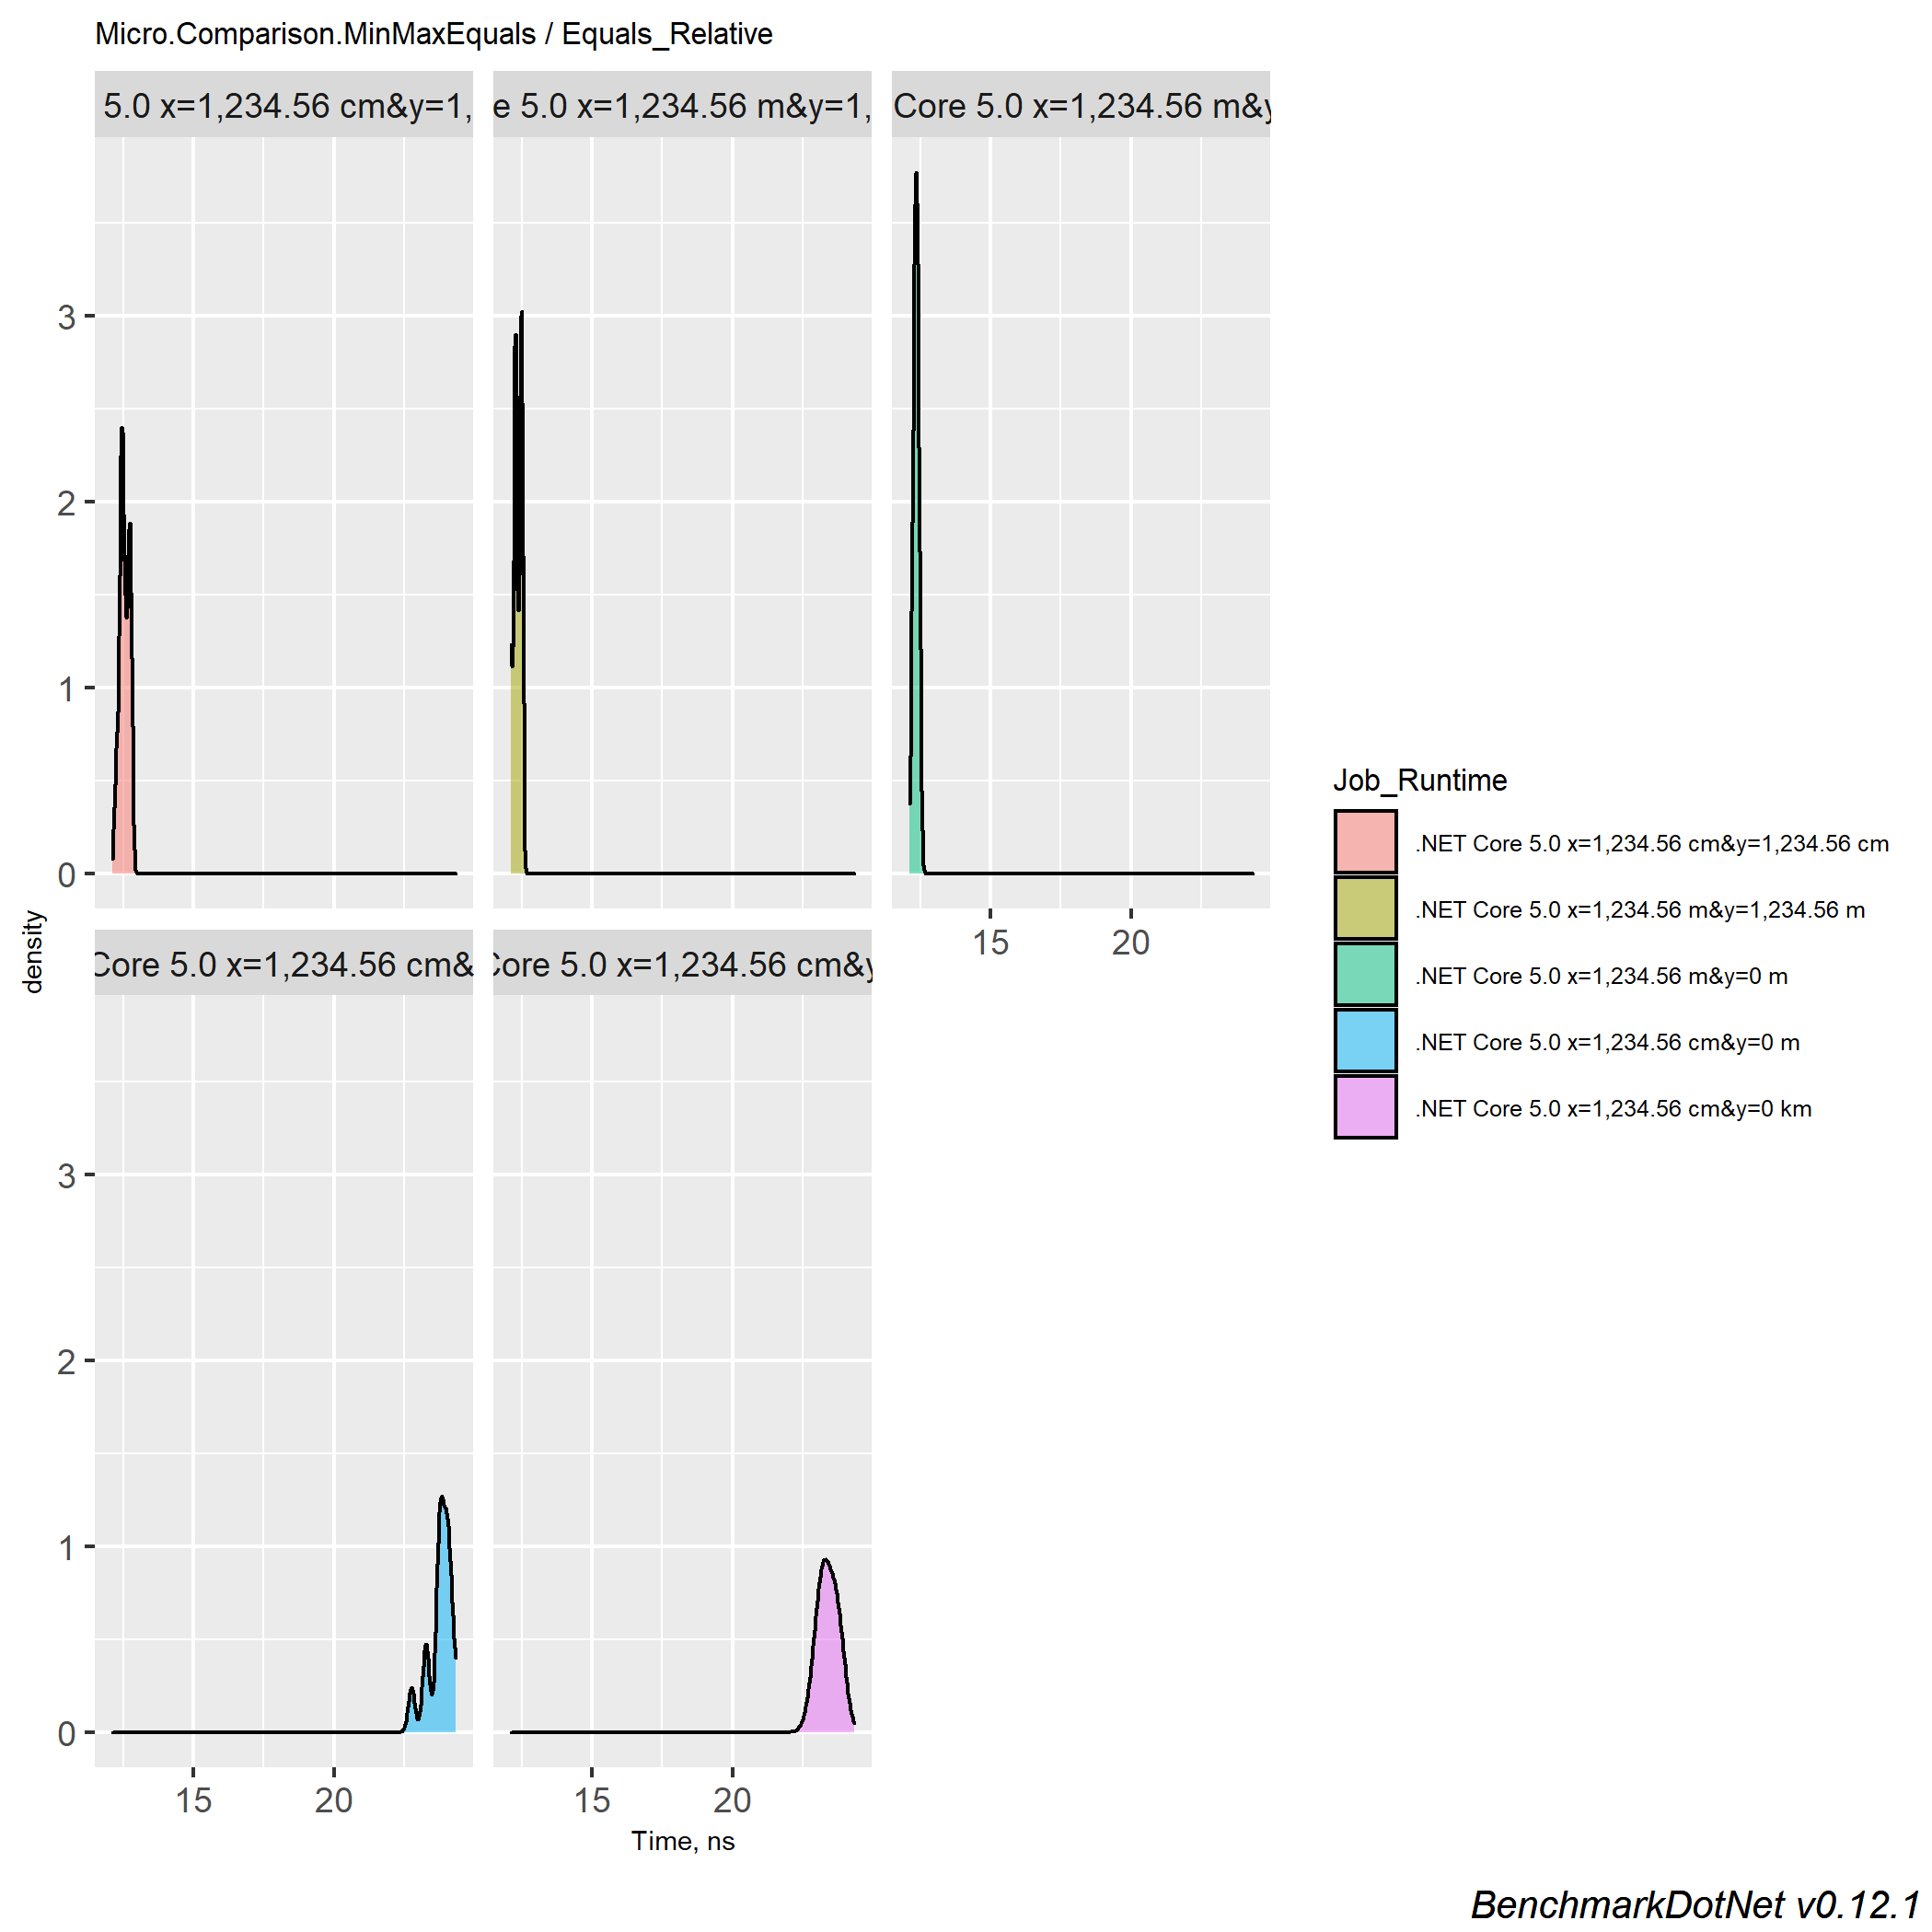 Micro.Comparison.MinMaxEquals / Equals_Relative
5.0 x=1,234.56 cm&y=1,
e 5.0 x=1,234.56 m&y=1,
Core 5.0 x=1,234.56 m&y
3
2
1
0
15
20
density
Core 5.0 x=1,234.56 cm&
Core 5.0 x=1,234.56 cm&y
3
2
1
0
15
20
15
20
Time, ns
Job_Runtime
.NET Core 5.0 x=1,234.56 cm&y=1,234.56 cm
.NET Core 5.0 x=1,234.56 m&y=1,234.56 m
.NET Core 5.0 x=1,234.56 m&y=0 m
.NET Core 5.0 x=1,234.56 cm&y=0 m
.NET Core 5.0 x=1,234.56 cm&y=0 km
BenchmarkDotNet v0.12.1